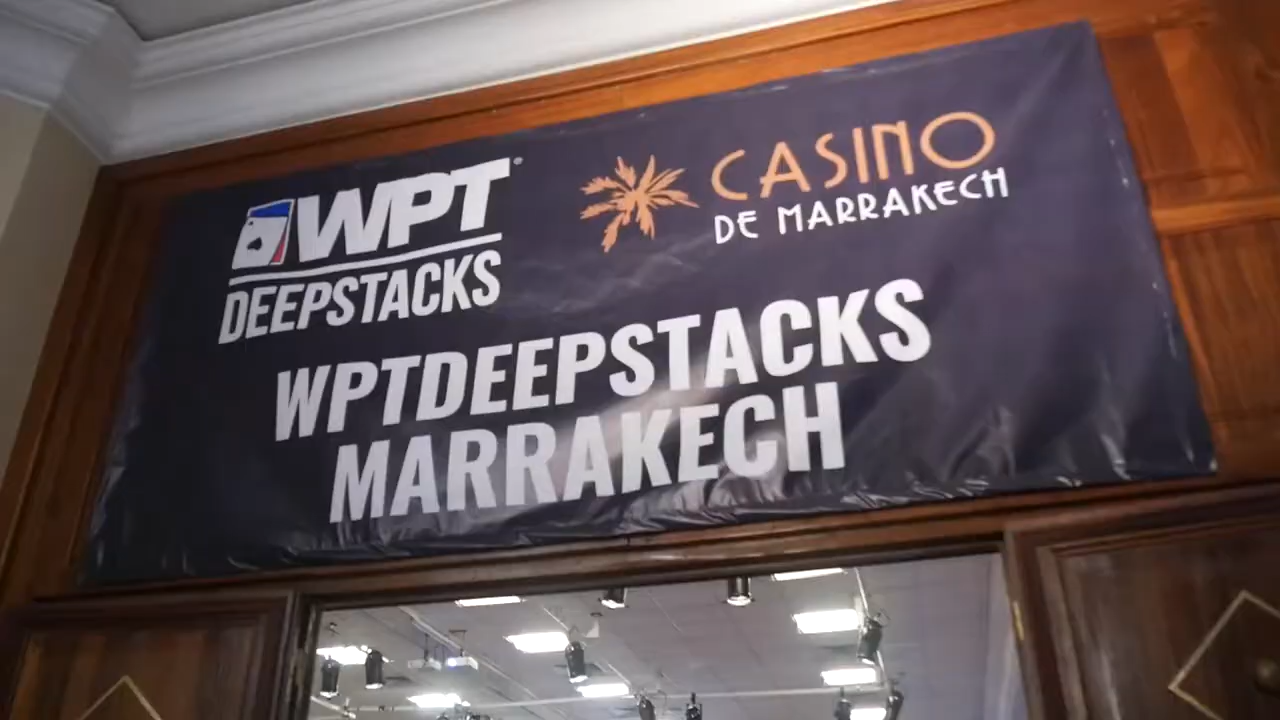 WPT®
DEEPSTACKS
CASINO
DE MARRAKECH
WPTDEEPSTACKS
MARRAKECH